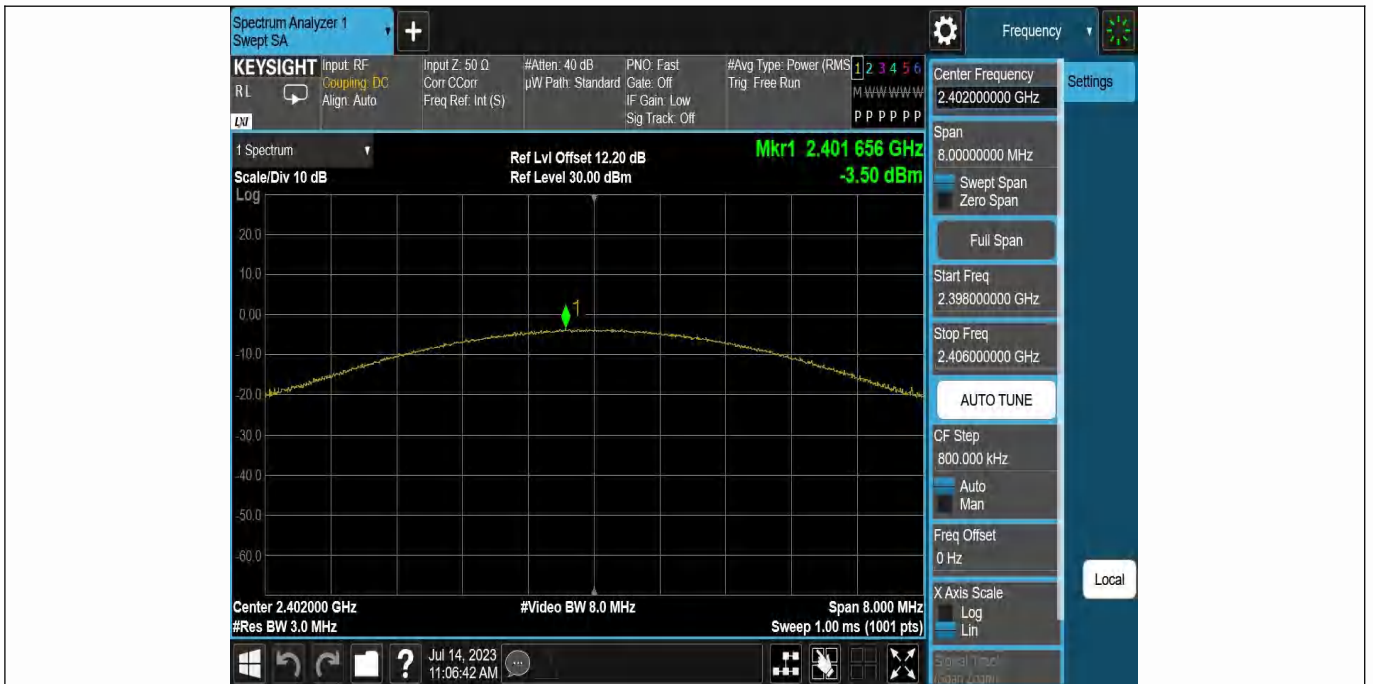 Spectrum Analyzer 1
Swept SA
+
Frequency
KEYSIGHT
RL
LXI
Input: RF
Coupling: DC
Align: Auto
Input Z: 50 Ω
Corr CCorr
Freq Ref: Int (S)
#Atten: 40 dB
µW Path: Standard
PNO: Fast
Gate: Off
IF Gain: Low
Sig Track: Off
#Avg Type: Power (RMS
Trig: Free Run
1 2 3 4 5 6
M W W W W W
P P P P P P
1 Spectrum
Scale/Div 10 dB
Log
Ref Lvl Offset 12.20 dB
Ref Level 30.00 dBm
Mkr1 2.401 656 GHz
-3.50 dBm
20.0
10.0
0.00
-10.0
-20.0
-30.0
-40.0
-50.0
-60.0
1
Center 2.402000 GHz
#Res BW 3.0 MHz
#Video BW 8.0 MHz
Span 8.000 MHz
Sweep 1.00 ms (1001 pts)
Center Frequency
2.402000000 GHz
Settings
Span
8.00000000 MHz
Swept Span
Zero Span
Full Span
Start Freq
2.398000000 GHz
Stop Freq
2.406000000 GHz
AUTO TUNE
CF Step
800.000 kHz
Auto
Man
Freq Offset
0 Hz
X Axis Scale
Log
Lin
Local
Signal Track
(Span Zoom)
?
Jul 14, 2023
11:06:42 AM